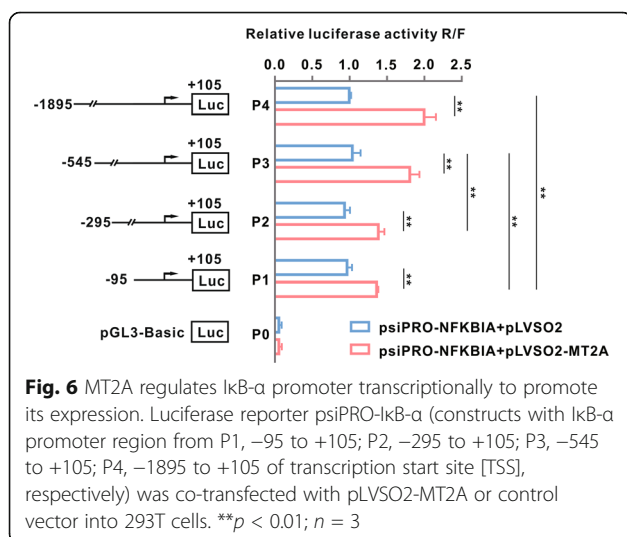 Relative luciferase activity R/F
0.0 0.5 1.0 1.5 2.0 2.5
+105
-1895 Luc P4 **
+105
-545 Luc P3 **
+105
-295 Luc P2 **
+105
-95 Luc P1 **
** ** **
pGL3-Basic Luc P0
psiPRO-NFKBIA+pLVSO2
psiPRO-NFKBIA+pLVSO2-MT2A
Fig. 6 MT2A regulates IκB-α promoter transcriptionally to promote
its expression. Luciferase reporter psiPRO-IκB-α (constructs with IκB-α
promoter region from P1, −95 to +105; P2, −295 to +105; P3, −545
to +105; P4, −1895 to +105 of transcription start site [TSS],
respectively) was co-transfected with pLVSO2-MT2A or control
vector into 293T cells. **p < 0.01; n = 3